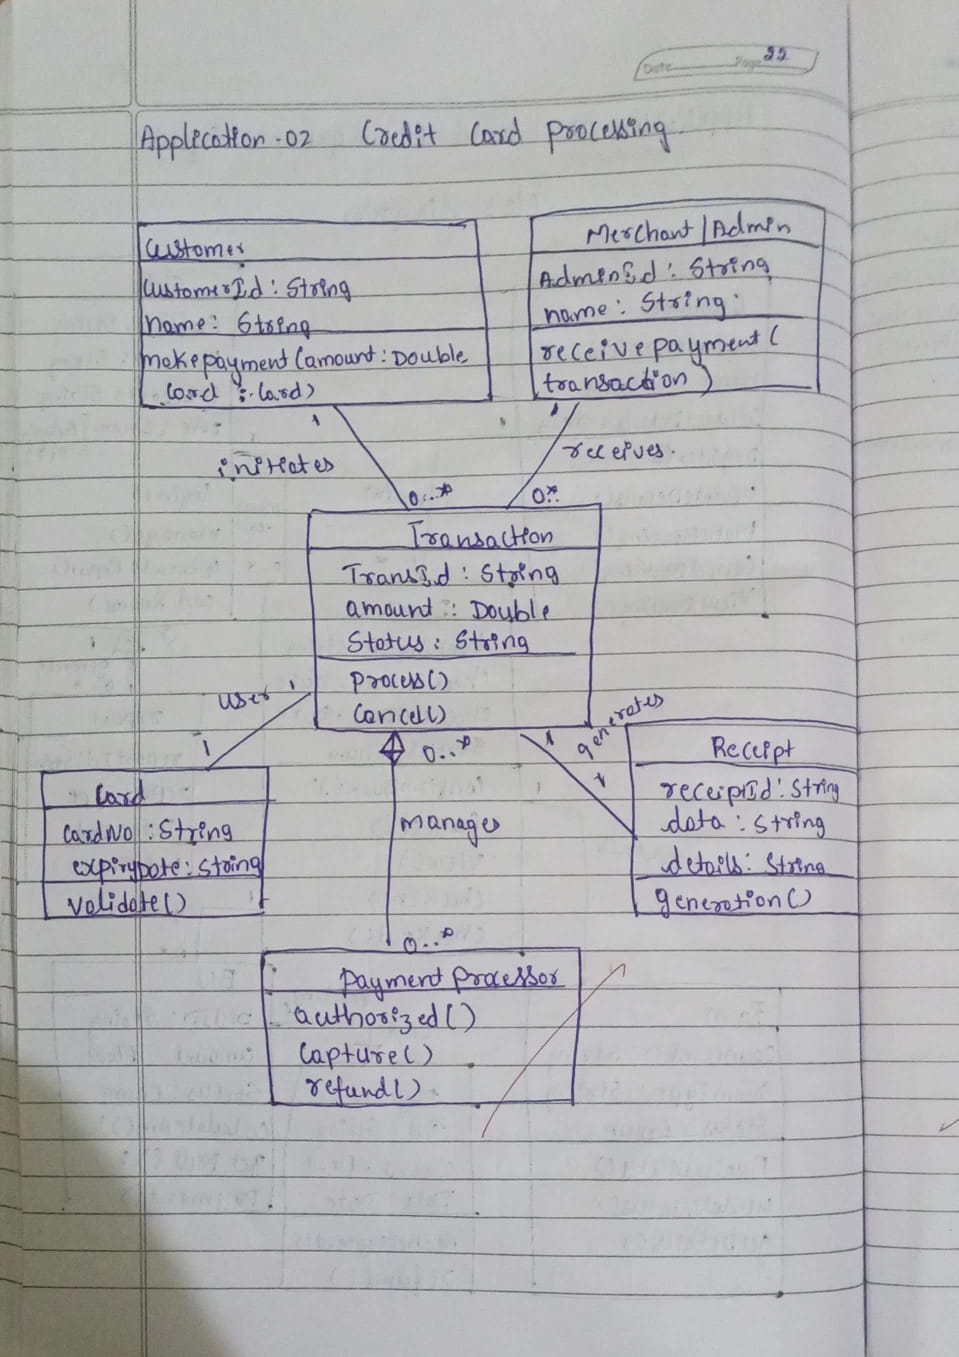 Date Page 22
Application-02 Credit Card Processing.
Customer
CustomerId : String
name : String
makepayment (amount : Double
Card : Card)
Merchant / Admin
AdminId : String
name : String
receivepayment (
transaction)
1
initiates
0...*
1
receives.
0..*
Transaction
TransId : String
amount : Double
Status : String
Process()
Cancel()
user 1
1
0..*
manages
0..*
1
generates
1
Card
cardNo : String
expiryDate : String
validate()
Receipt
receiptId : String
data : String
details : String
generation()
Payment Processor
authorized()
Capture()
refund()